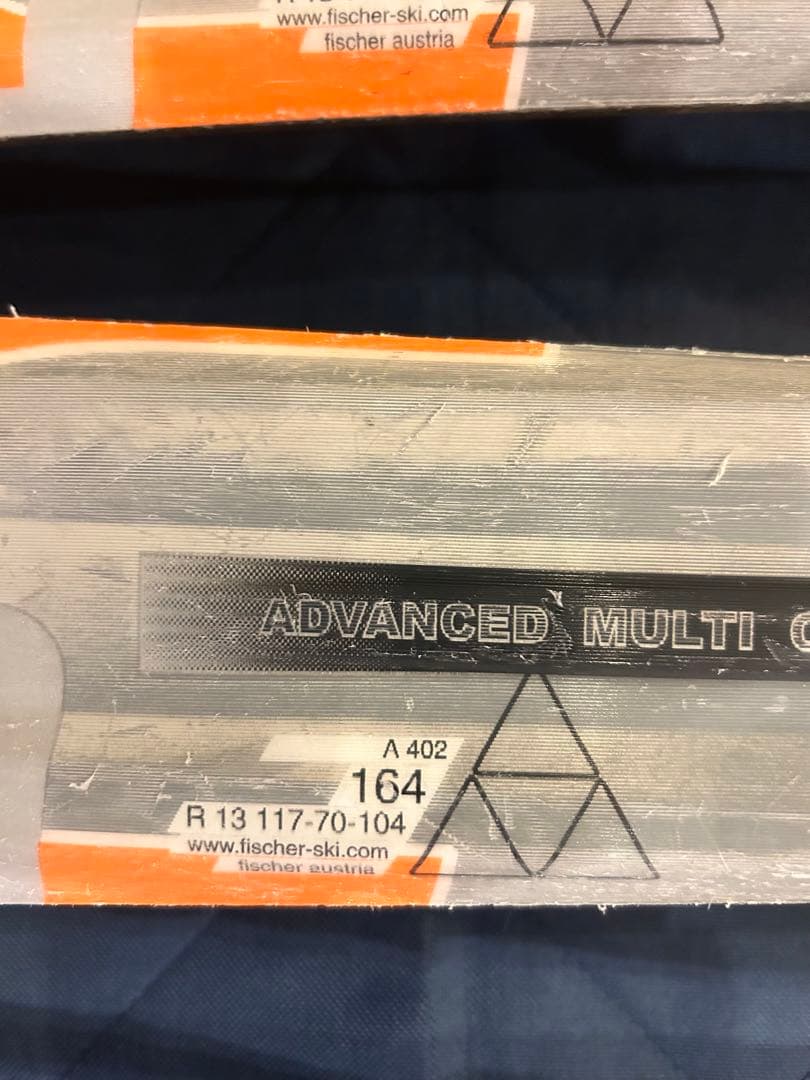 www.fischer-ski.com
fischer austria
ADVANCED MULTI
A 402
164
R 13 117-70-104
www.fischer-ski.com
fischer austria